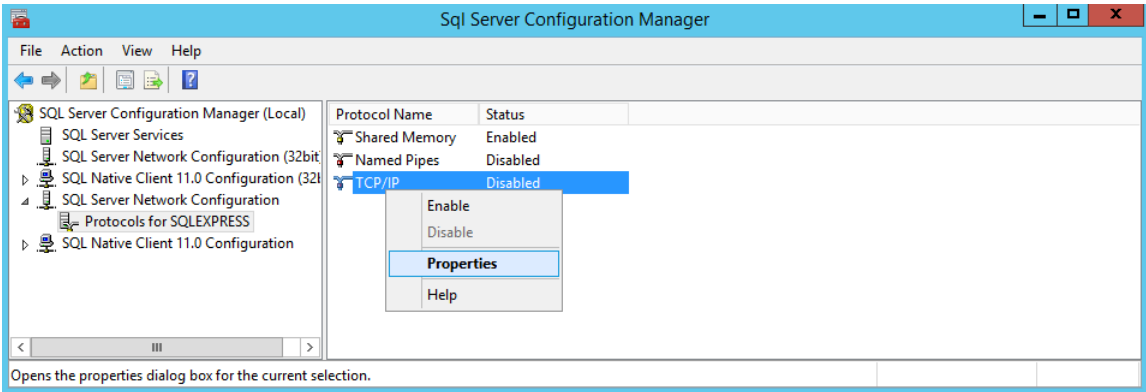 Sql Server Configuration Manager
File Action View Help
SQL Server Configuration Manager (Local)
SQL Server Services
SQL Server Network Configuration (32bit
SQL Native Client 11.0 Configuration (32
SQL Server Network Configuration
Protocols for SQLEXPRESS
SQL Native Client 11.0 Configuration
Protocol Name Status
Shared Memory Enabled
Named Pipes Disabled
TCP/IP Disabled
Enable
Disable
Properties
Help
Opens the properties dialog box for the current selection.